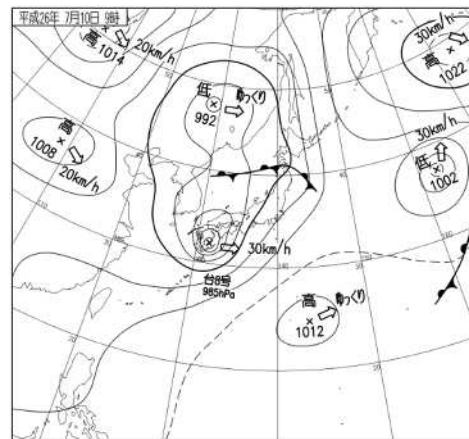 平成26年 7月10日 9時
高
1014
20km/h
30km/h
高
1022
低
ゆっくり
992
高
1008
20km/h
30km/h
低
1002
30km/h
台8号
985hPa
高
ゆっくり
1012
140